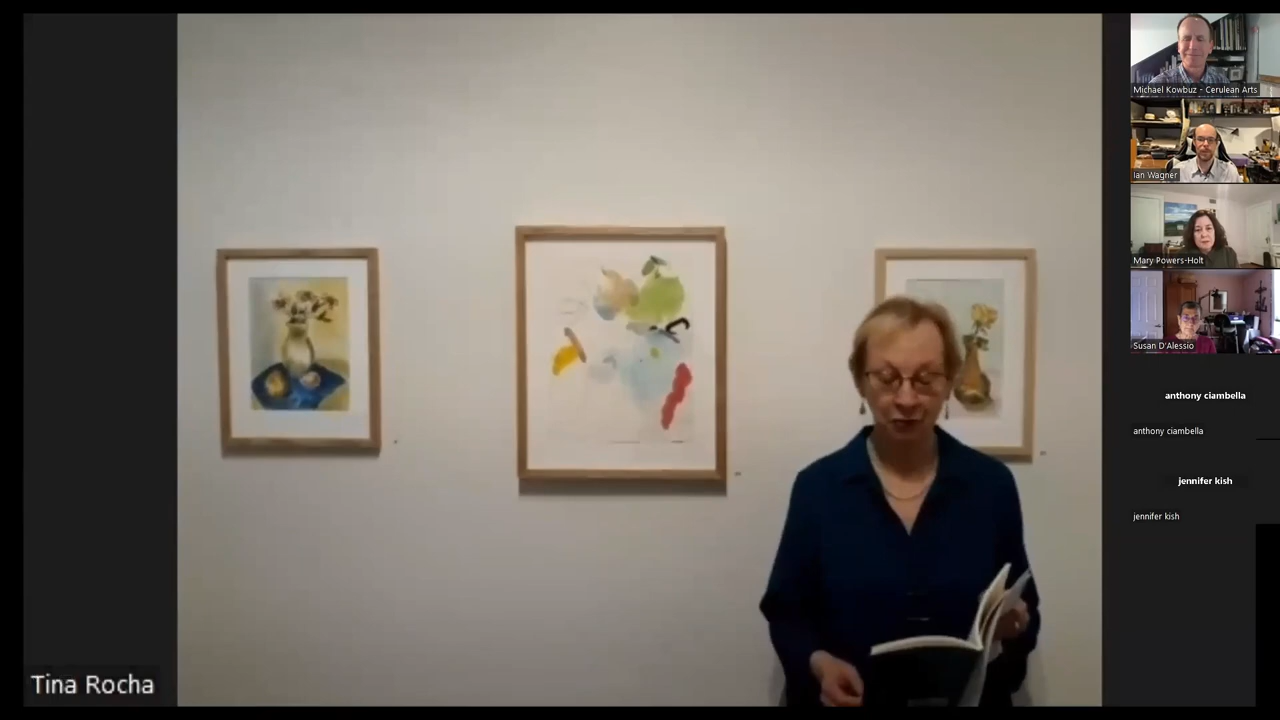 Michael Kowbuz - Cerulean Arts
Ian Wagner
Mary Powers-Holt
Susan D'Alessio
anthony ciambella
anthony ciambella
jennifer kish
jennifer kish
Tina Rocha